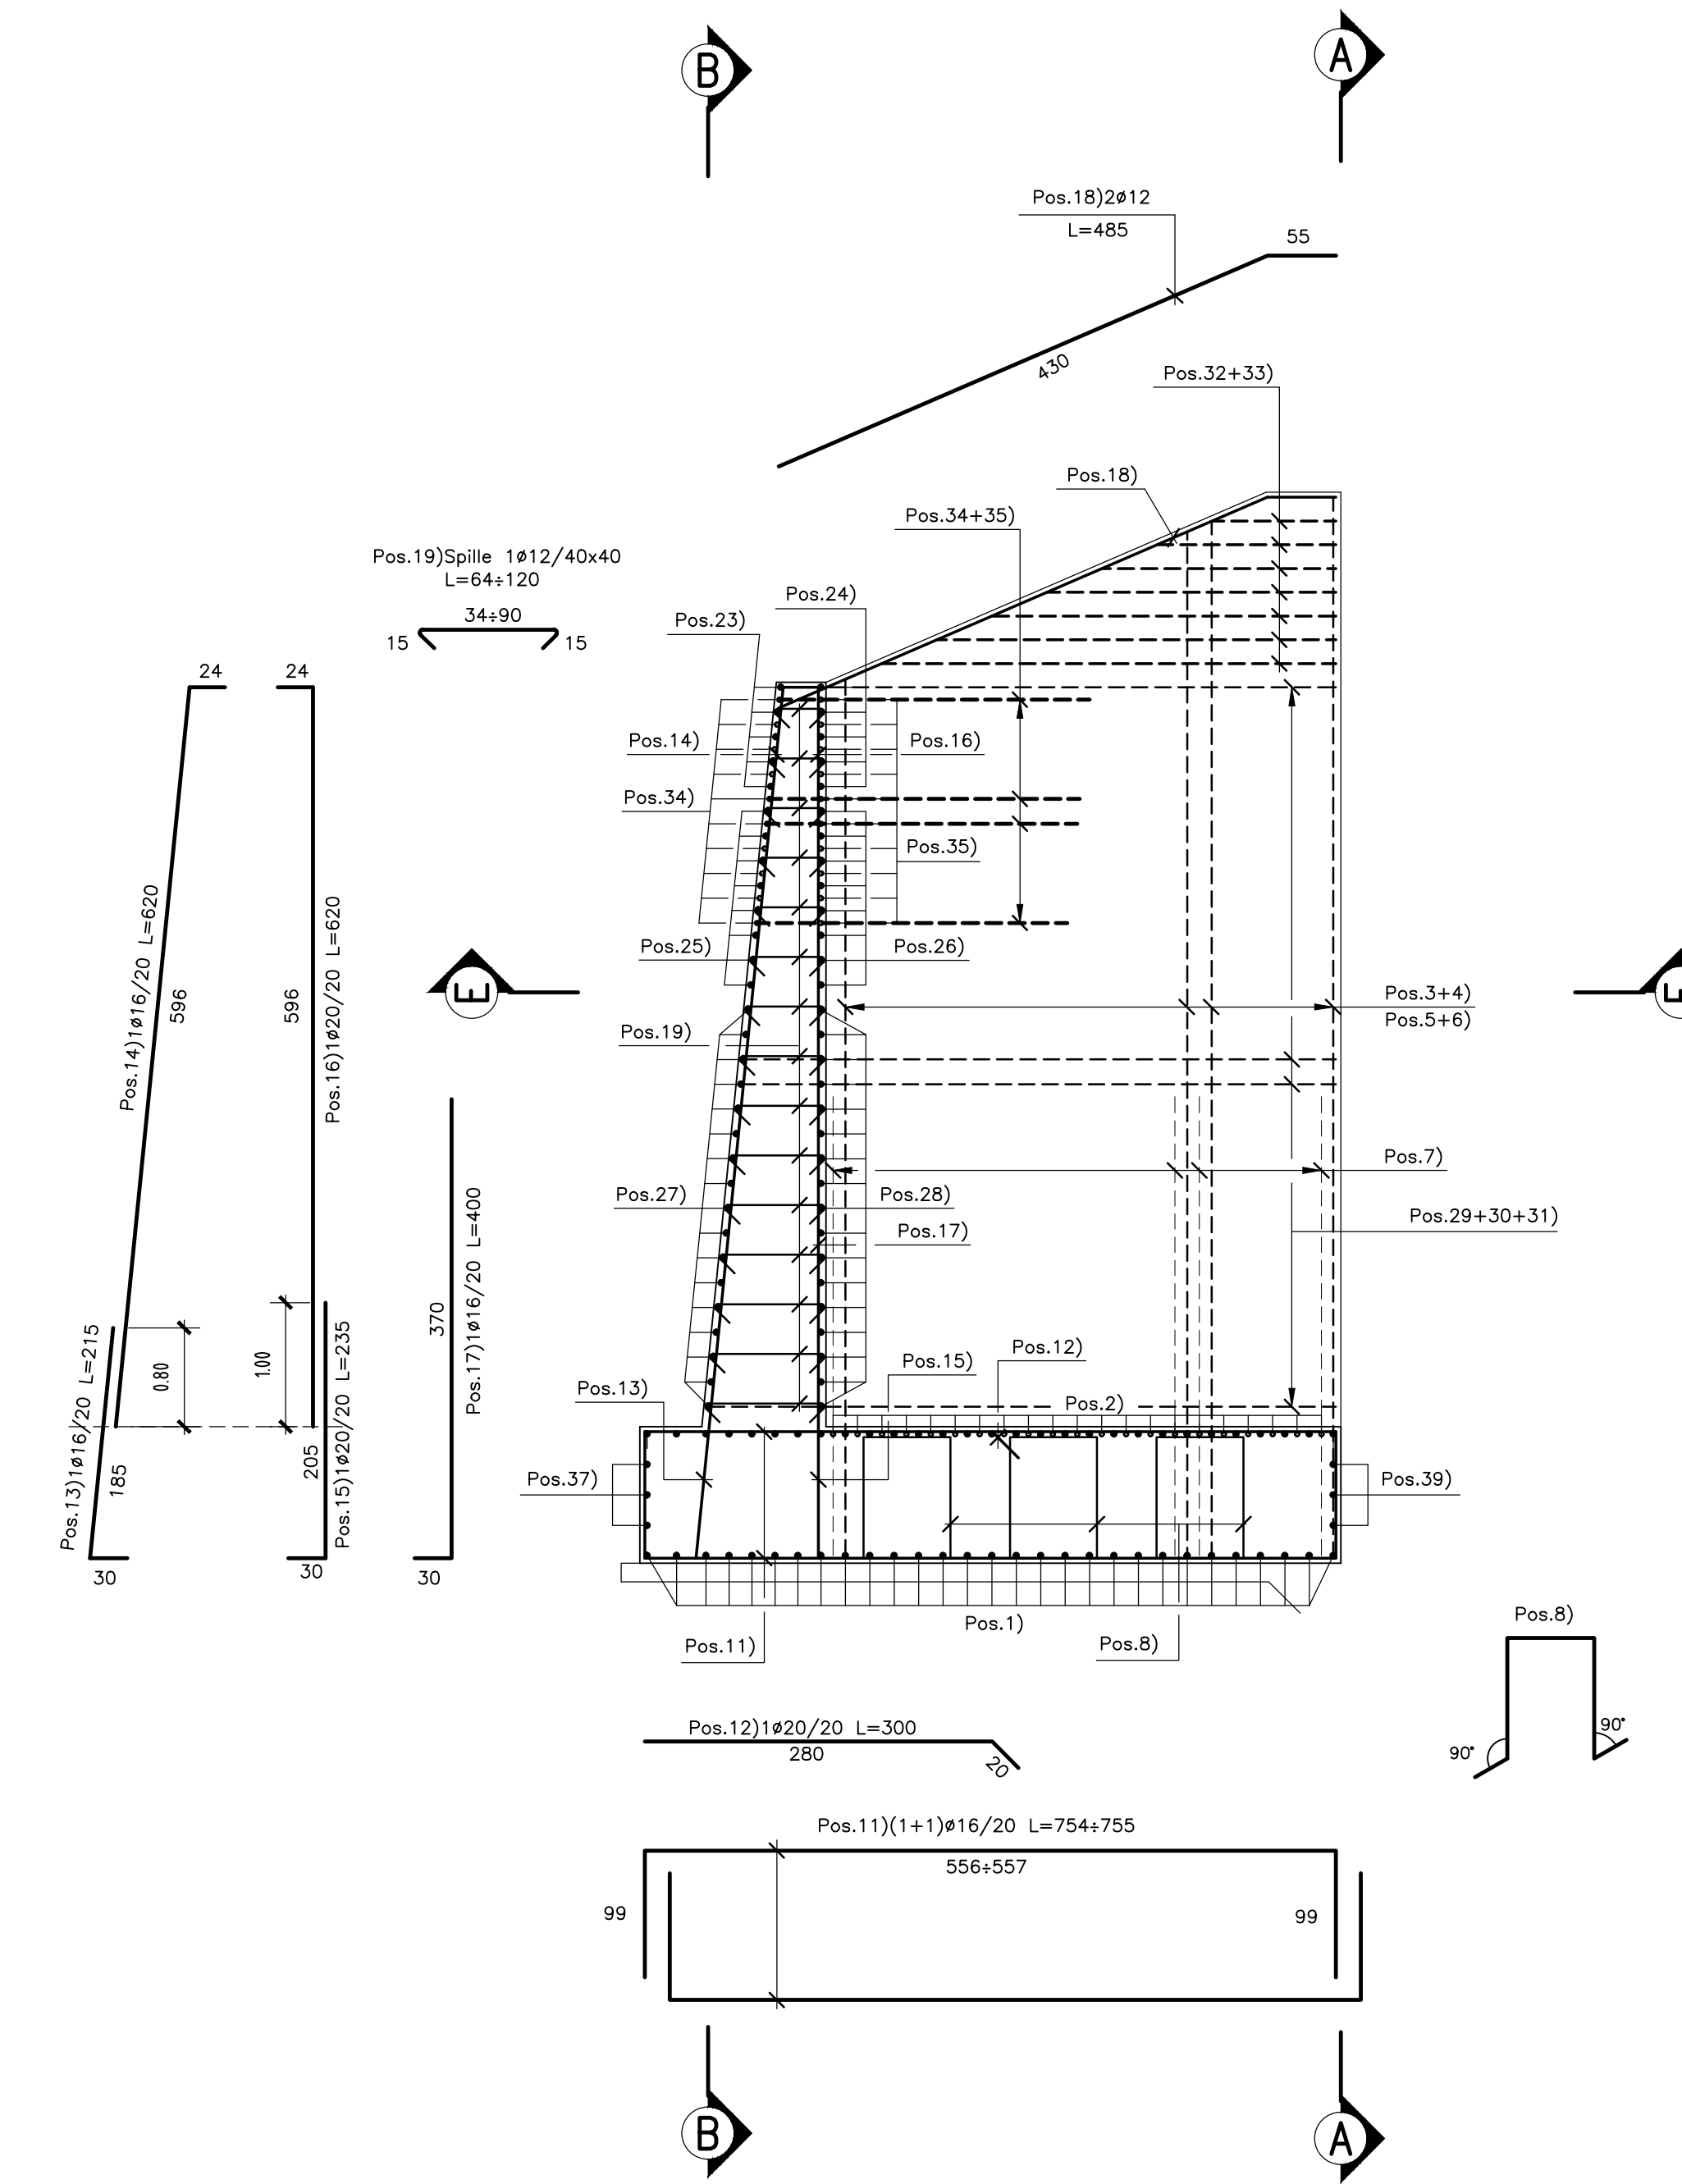 B
A
Pos.18)2ø12
L=485
55
430
Pos.32+33)
Pos.18)
Pos.34+35)
Pos.19)Spille 1ø12/40x40
L=64÷120
34÷90
15
15
Pos.24)
Pos.23)
24
24
Pos.14)
Pos.16)
Pos.34)
Pos.35)
Pos.14)1ø16/20 L=620
596
596
Pos.16)1ø20/20 L=620
Pos.25)
Pos.26)
E
Pos.3+4)
Pos.5+6)
Pos.19)
Pos.7)
Pos.27)
Pos.28)
Pos.29+30+31)
Pos.17)
370
Pos.17)1ø16/20 L=400
Pos.13)1ø16/20 L=215
0.80
1.00
Pos.15)1ø20/20 L=235
Pos.12)
Pos.15)
Pos.13)
Pos.2)
185
205
Pos.37)
Pos.39)
30
30
30
Pos.1)
Pos.11)
Pos.8)
Pos.8)
90°
90°
Pos.12)1ø20/20 L=300
280
20
Pos.11)(1+1)ø16/20 L=754÷755
556÷557
99
99
B
A